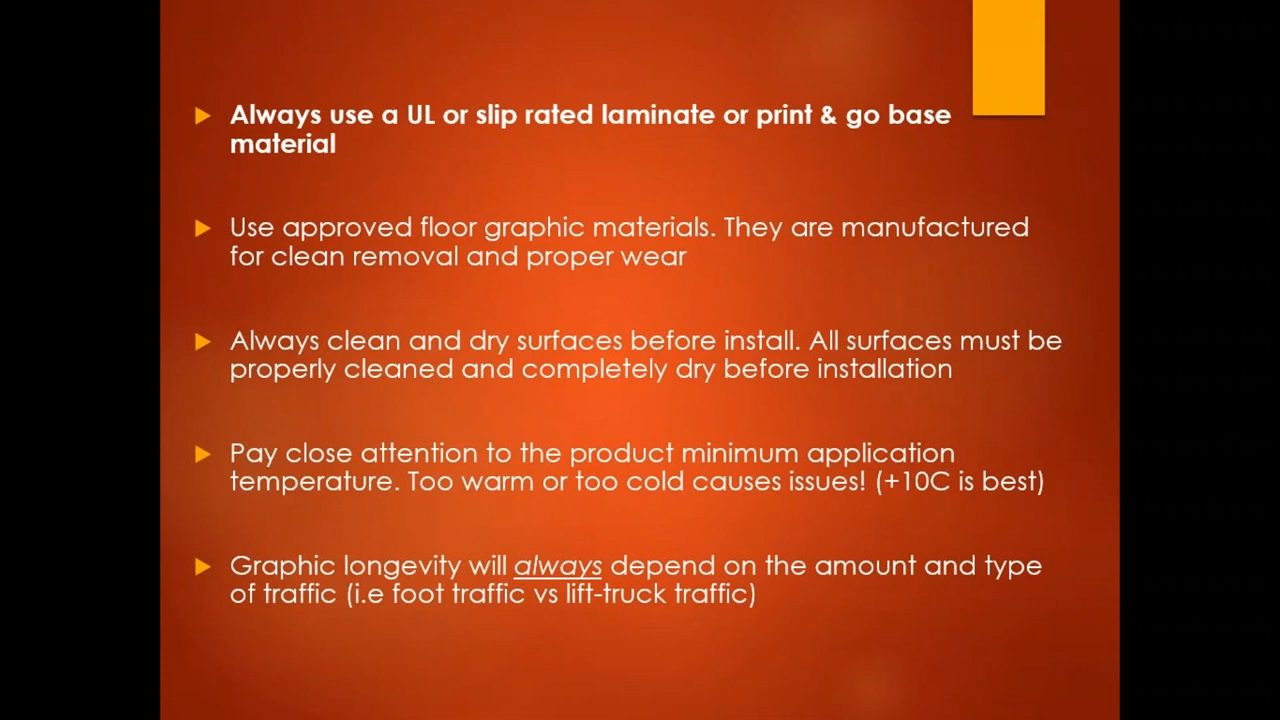 Always use a UL or slip rated laminate or print & go base
material
Use approved floor graphic materials. They are manufactured
for clean removal and proper wear
Always clean and dry surfaces before install. All surfaces must be
properly cleaned and completely dry before installation
Pay close attention to the product minimum application
temperature. Too warm or too cold causes issues! (+10C is best)
Graphic longevity will always depend on the amount and type
of traffic (i.e foot traffic vs lift-truck traffic)